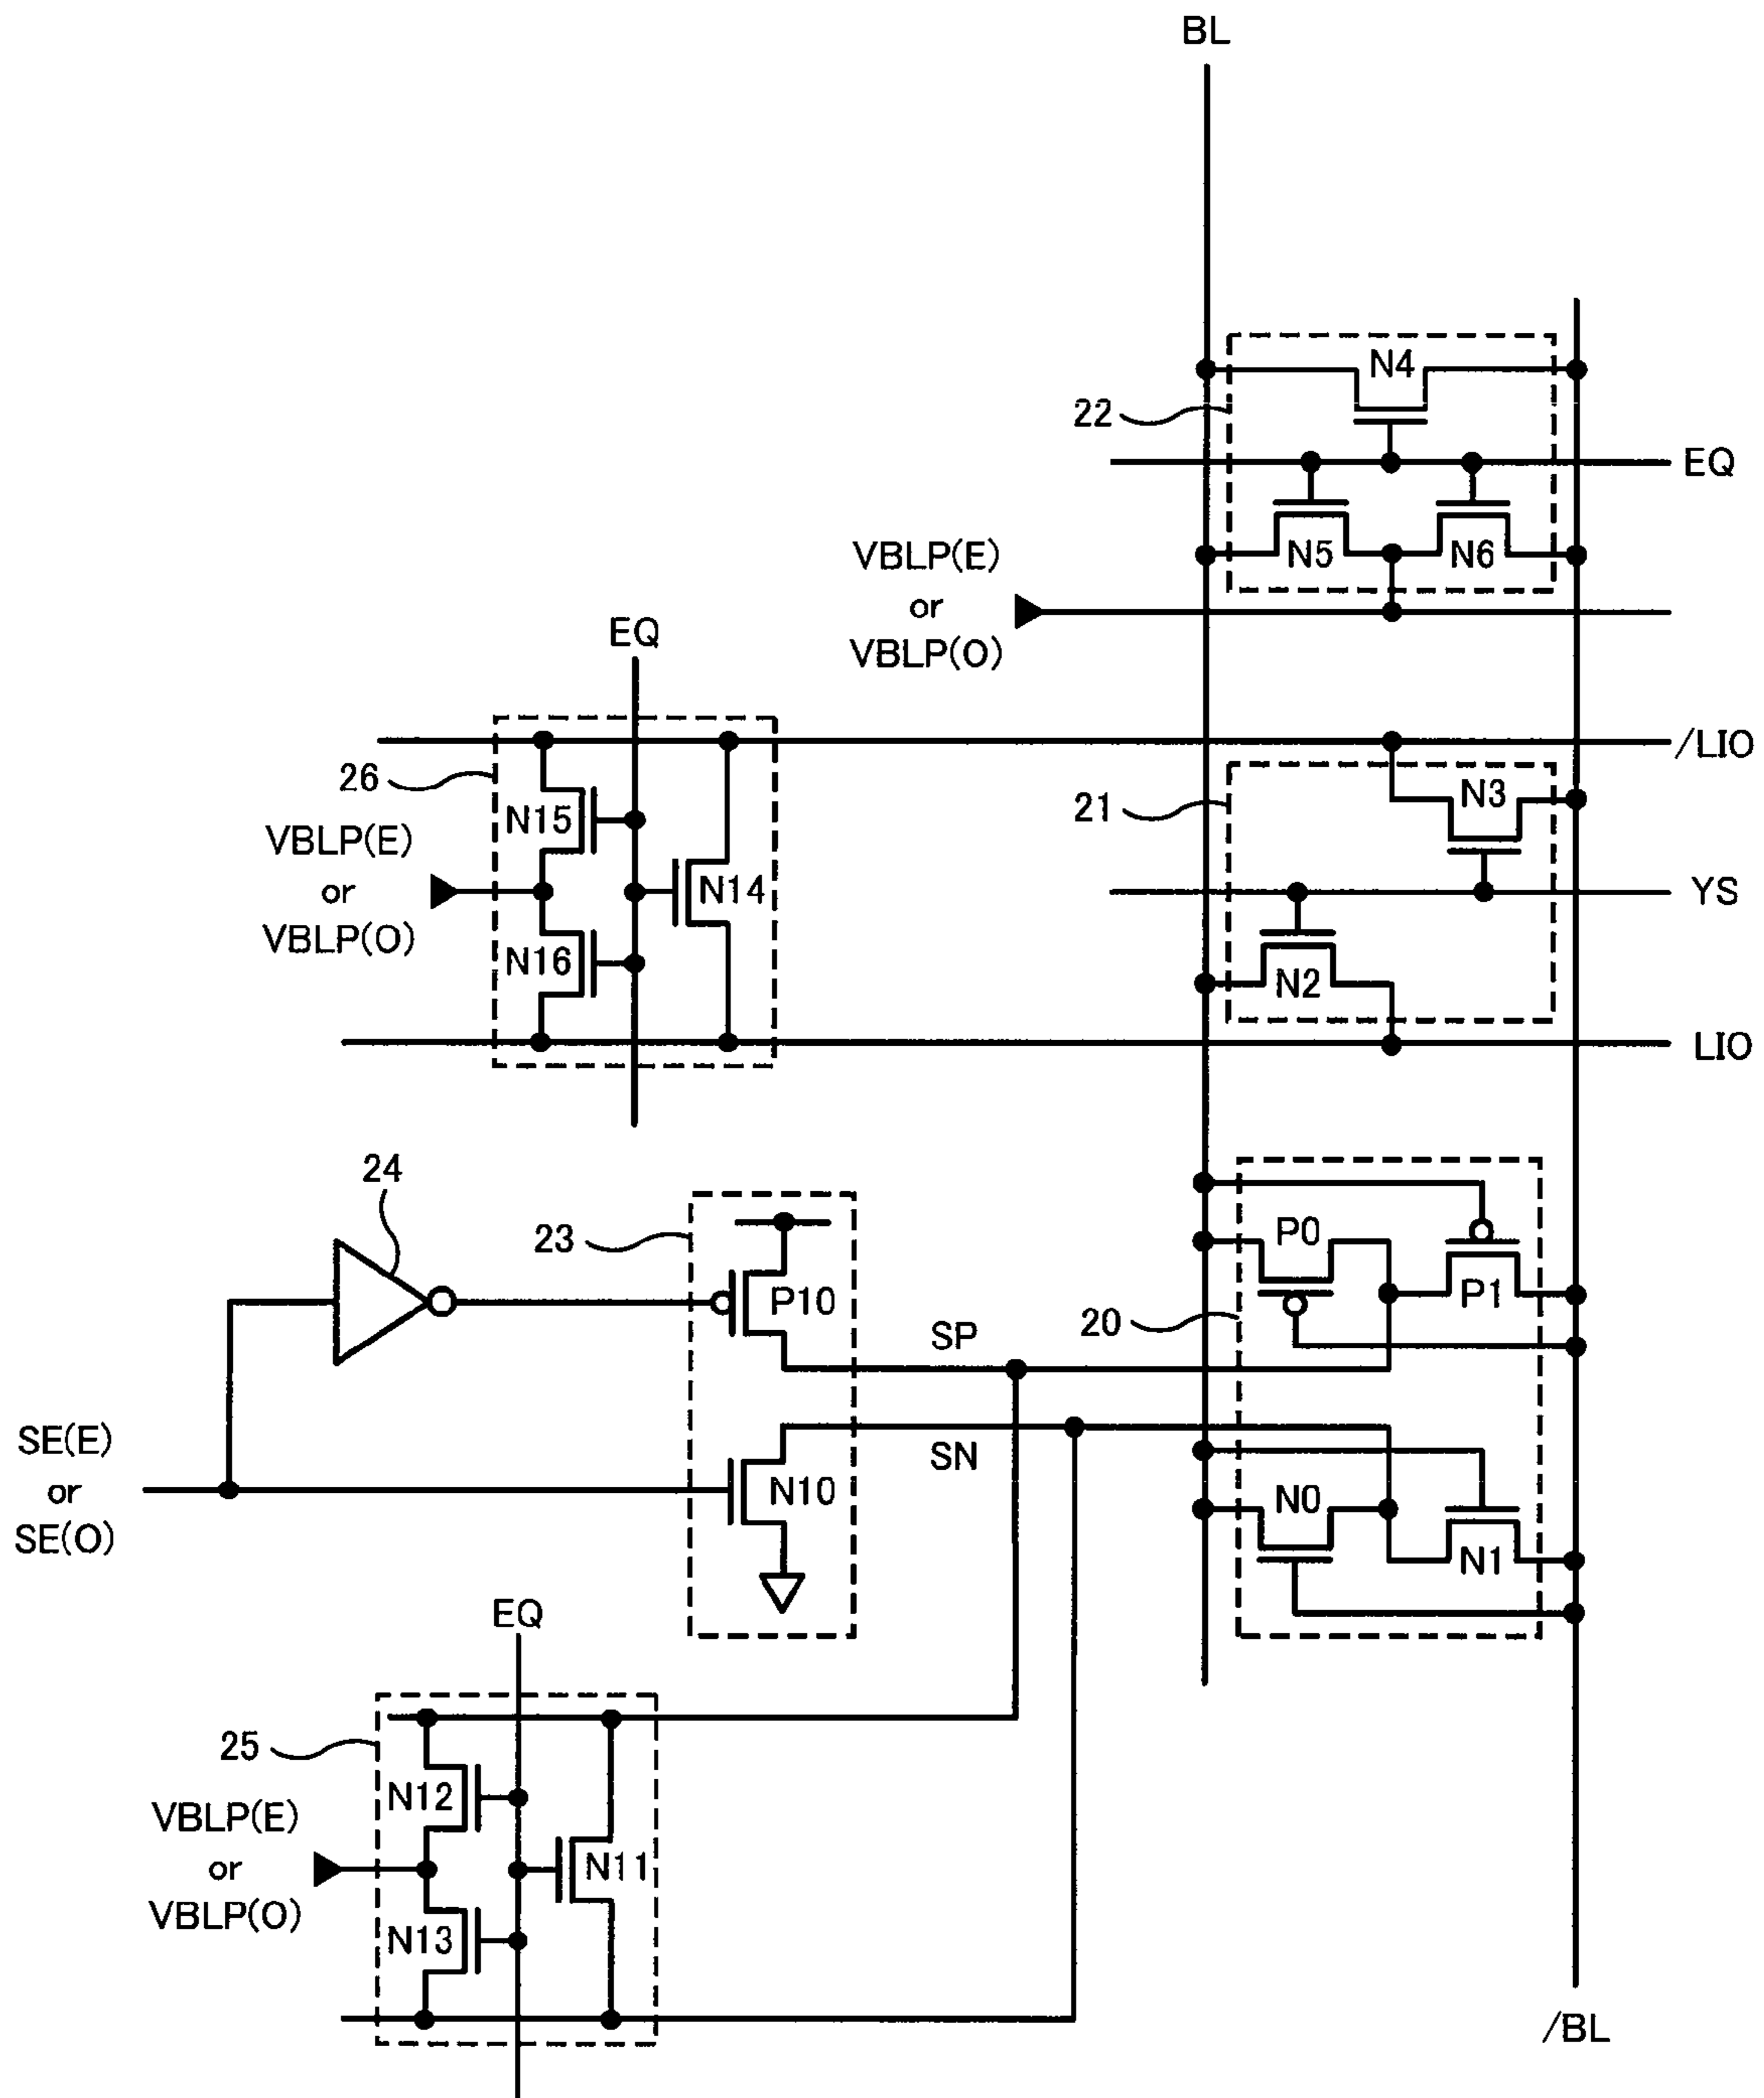 BL
N4
22
EQ
N5
N6
VBLP(E)
or
VBLP(O)
EQ
/LIO
26
N15
VBLP(E)
or
VBLP(O)
N14
N16
21
N3
YS
N2
LIO
24
23
P10
P0
P1
20
SP
SE(E)
or
SE(O)
SN
N10
N0
N1
EQ
25
N12
VBLP(E)
or
VBLP(O)
N11
N13
/BL